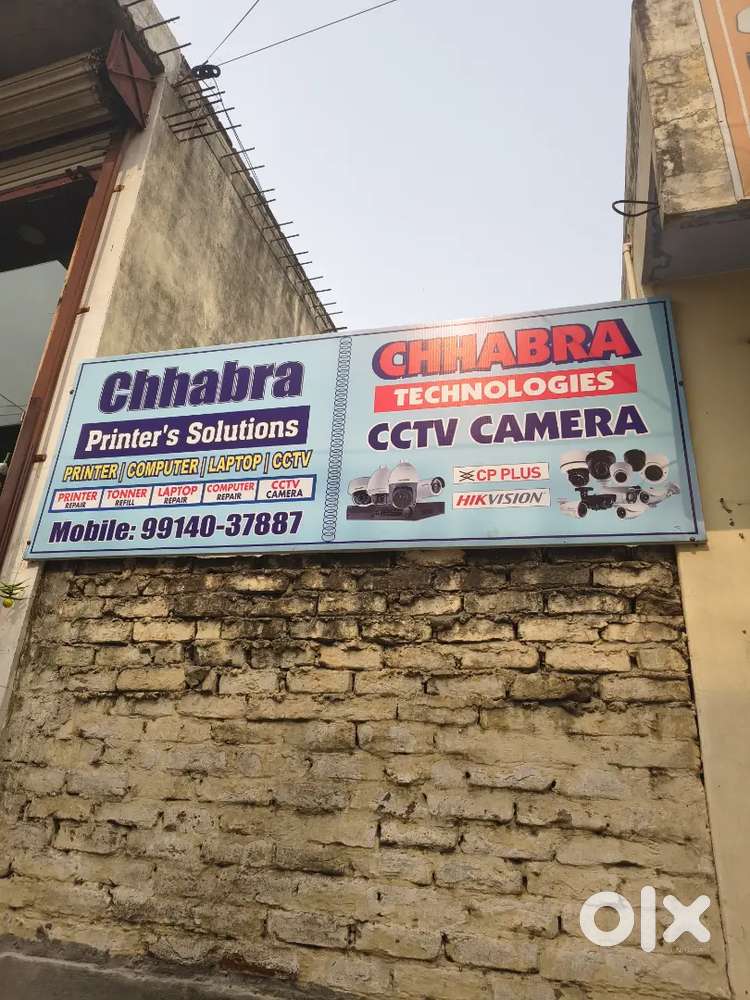 Chhabra
Printer's Solutions
PRINTER | COMPUTER | LAPTOP | CCTV
PRINTER REPAIR
TONNER REFILL
LAPTOP REPAIR
COMPUTER REPAIR
CCTV CAMERA
Mobile: 99140-37887
CHHABRA
TECHNOLOGIES
CCTV CAMERA
CP PLUS
HIKVISION
olx